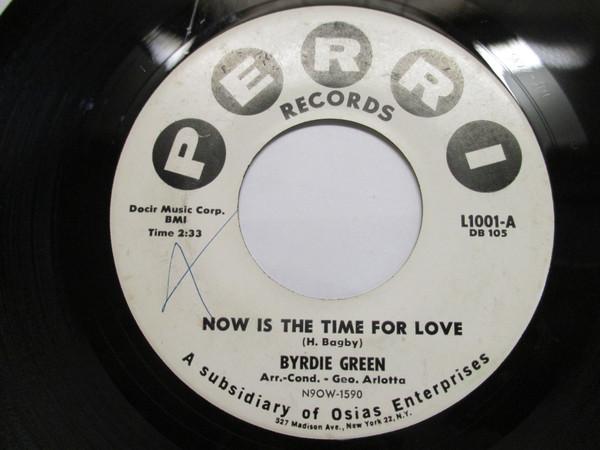 PERRI
RECORDS
Docir Music Corp.
BMI
Time 2:33
L1001-A
DB 105
NOW IS THE TIME FOR LOVE
(H. Bagby)
BYRDIE GREEN
Arr.-Cond. - Geo. Arlotta
N9OW-1590
A subsidiary of Osias Enterprises
527 Madison Ave., New York 22, N.Y.